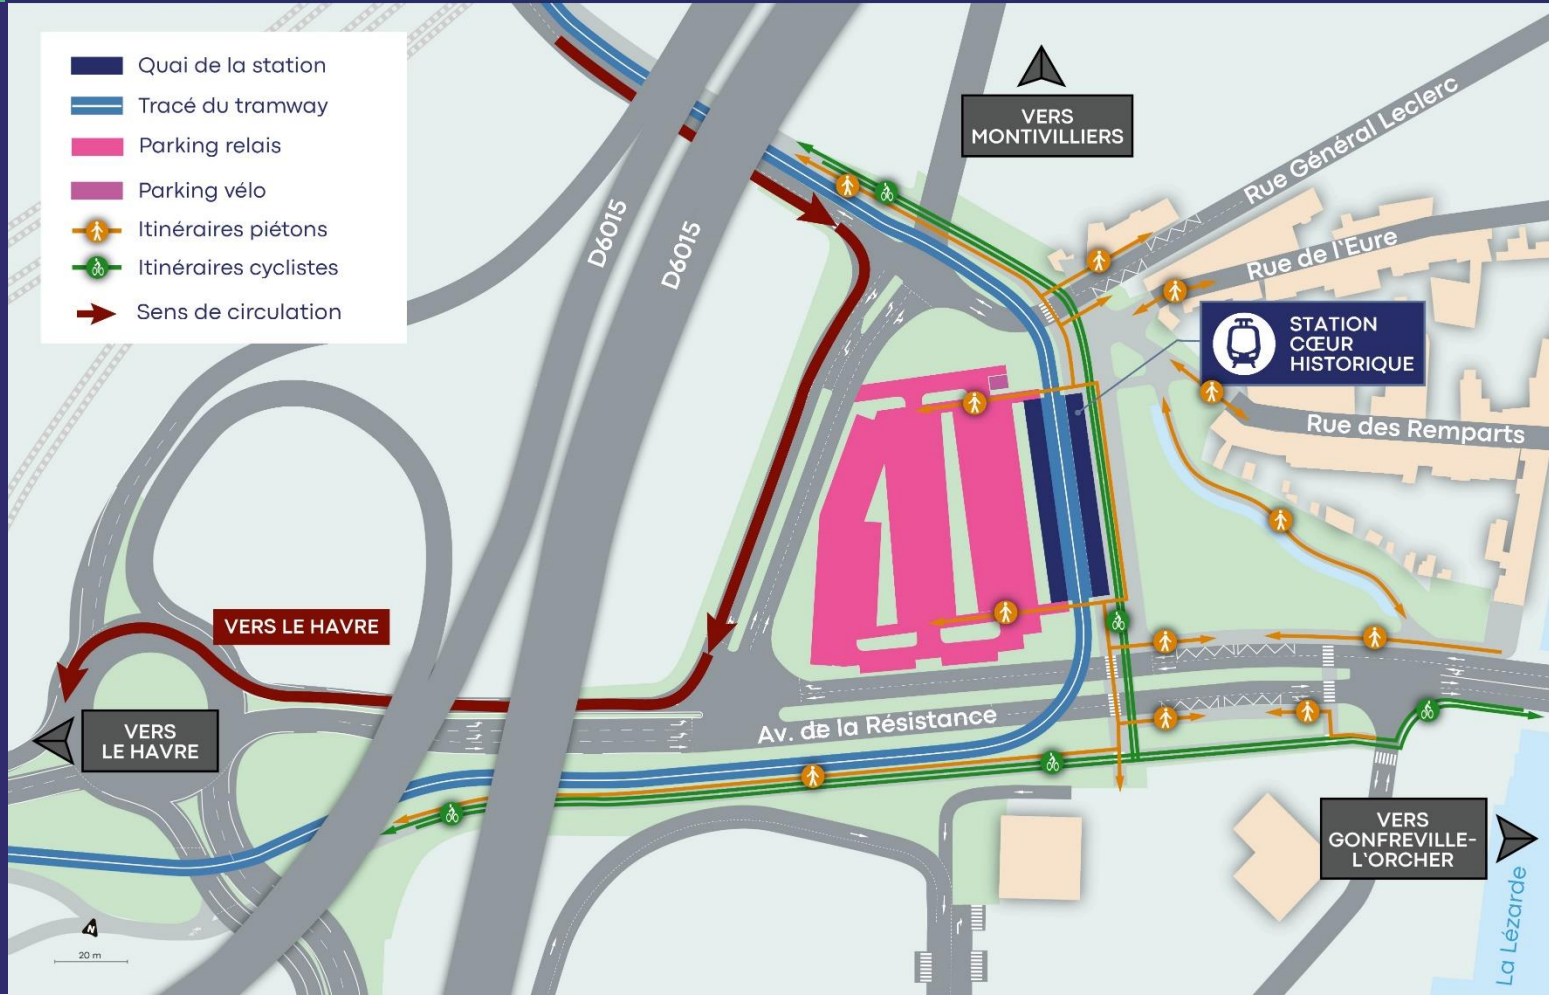 Quai de la station
Tracé du tramway
Parking relais
Parking vélo
Itinéraires piétons
Itinéraires cyclistes
Sens de circulation
VERS
MONTIVILLIERS
Rue Général Leclerc
Rue de l'Eure
D6015
D6015
STATION
CŒUR
HISTORIQUE
Rue des Remparts
VERS LE HAVRE
VERS
LE HAVRE
Av. de la Résistance
VERS
GONFREVILLE-
L'ORCHER
La Lézarde
N
20 m